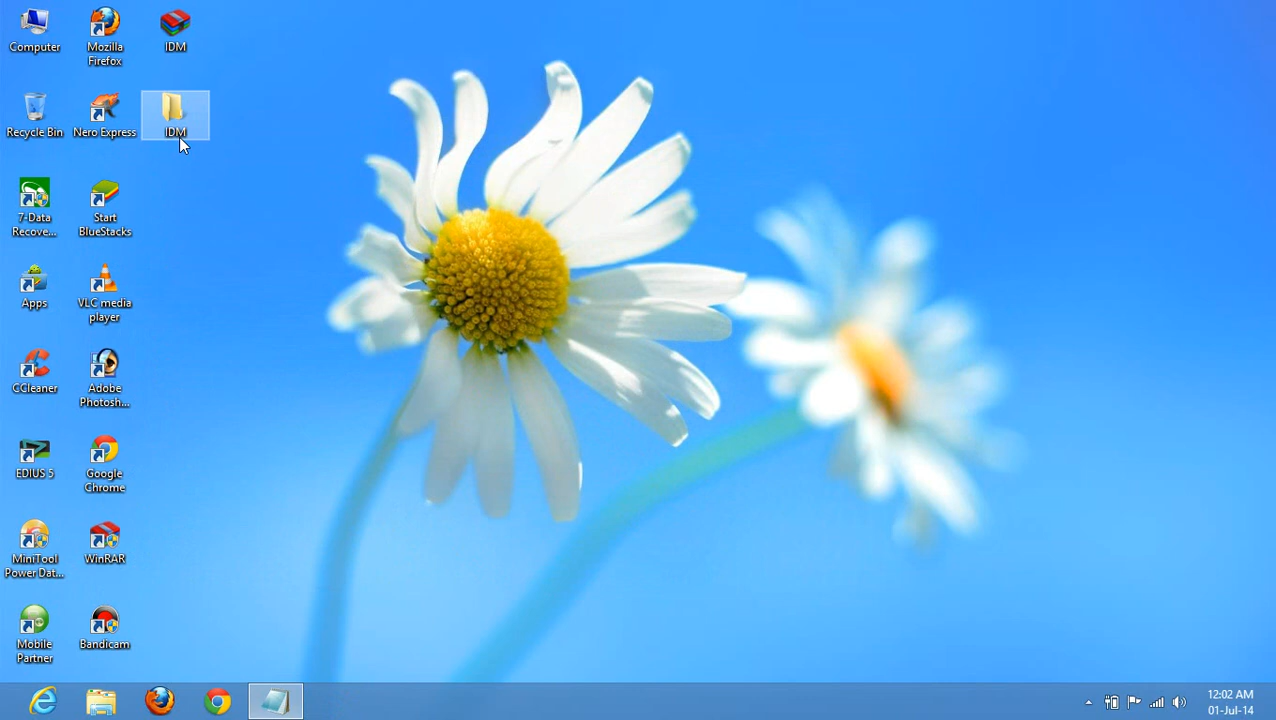 Computer
Mozilla
Firefox
IDM
Recycle Bin
Nero Express
IDM
7-Data
Recove...
Start
BlueStacks
Apps
VLC media
player
CCleaner
Adobe
Photosh...
EDIUS 5
Google
Chrome
MiniTool
Power Dat...
WinRAR
Mobile
Partner
Bandicam
12:02 AM
01-Jul-14